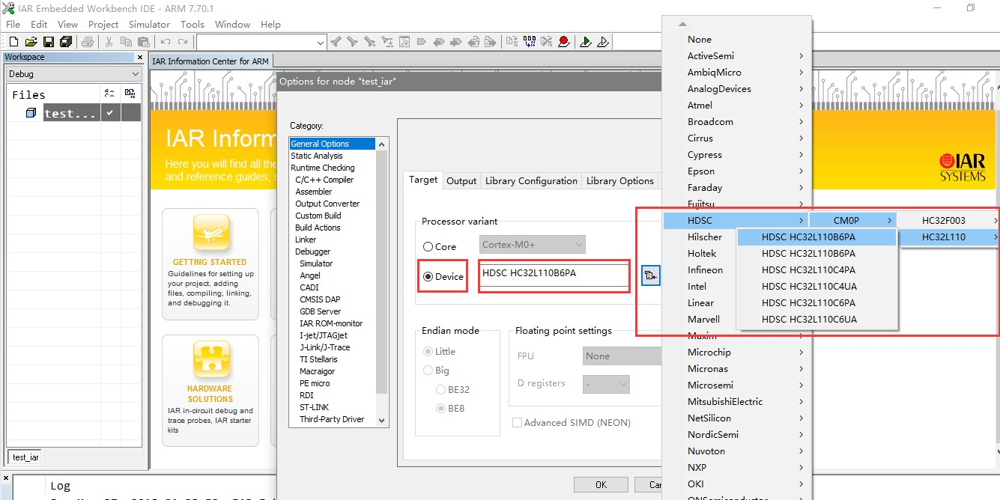 IAR Embedded Workbench IDE - ARM 7.70.1
File Edit View Project Simulator Tools Window Help
Workspace
Debug
Files
test...
test_iar
IAR Information Center for ARM
IAR Inform
Here you will find all the
and reference guides,
IAR
SYSTEMS
GETTING STARTED
Guidelines for setting up
your project, adding
files, compiling, linking,
and debugging it.
HARDWARE
SOLUTIONS
IAR in-circuit debug and
trace probes, IAR starter
kits
Options for node "test_iar"
Category:
General Options
Static Analysis
Runtime Checking
C/C++ Compiler
Assembler
Output Converter
Custom Build
Build Actions
Linker
Debugger
Simulator
Angel
CADI
CMSIS DAP
GDB Server
IAR ROM-monitor
I-jet/JTAGjet
J-Link/J-Trace
TI Stellaris
Macraigor
PE micro
RDI
ST-LINK
Third-Party Driver
Target Output Library Configuration Library Options
Processor variant
Core Cortex-M0+
Device HDSC HC32L110B6PA
Endian mode
Little
Big
BE32
BE8
Floating point settings
FPU None
D registers -
Advanced SIMD (NEON)
OK
None
ActiveSemi
AmbiqMicro
AnalogDevices
Atmel
Broadcom
Cirrus
Cypress
Epson
Faraday
Fujitsu
HDSC
Hilscher
Holtek
Infineon
Intel
Linear
Marvell
Maxim
Microchip
Micronas
Microsemi
MitsubishiElectric
NetSilicon
NordicSemi
Nuvoton
NXP
OKI
ONSemiconductor
CM0P
HC32F003
HC32L110
HDSC HC32L110B6PA
HDSC HC32L110B6PA
HDSC HC32L110C4PA
HDSC HC32L110C4UA
HDSC HC32L110C6PA
HDSC HC32L110C6UA
Log